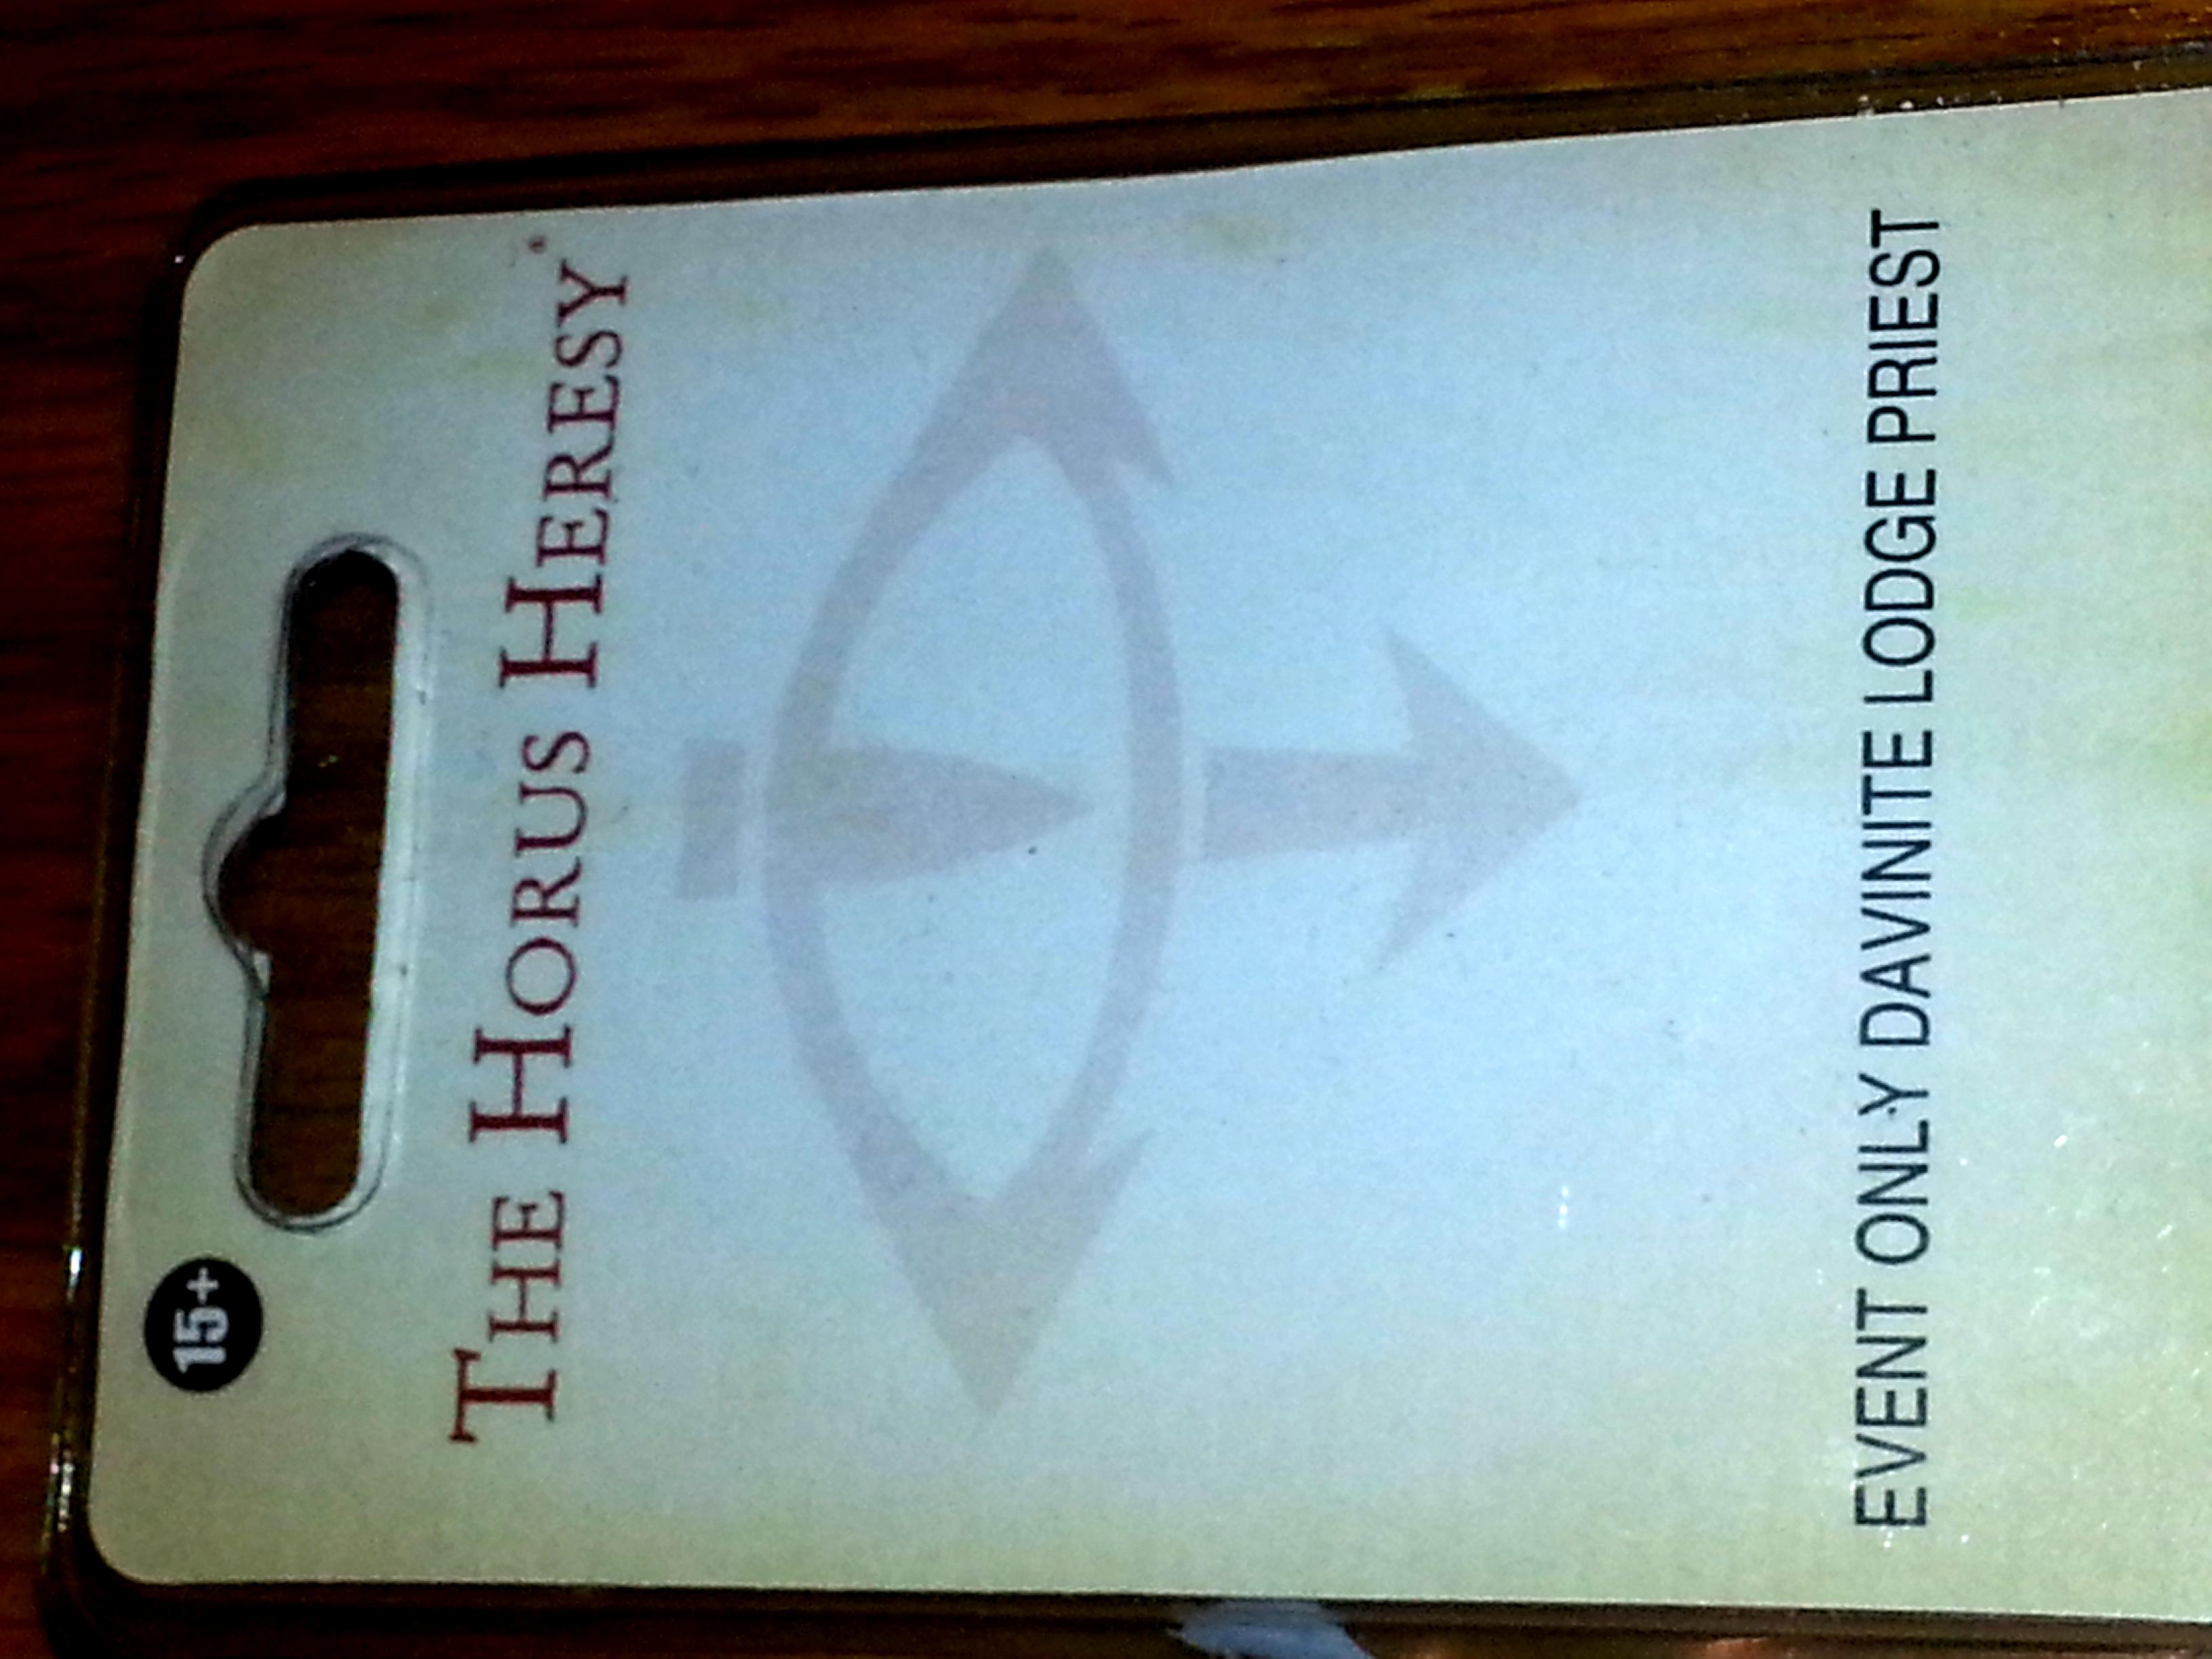 15+
THE HORUS HERESY
EVENT ONLY DAVINITE LODGE PRIEST